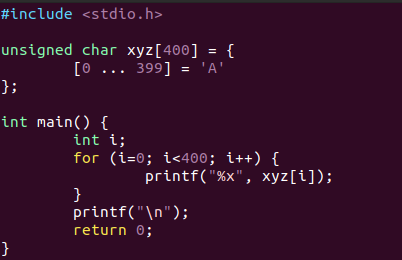 #include <stdio.h>

unsigned char xyz[400] = {
        [0 ... 399] = 'A'
};

int main() {
        int i;
        for (i=0; i<400; i++) {
                printf("%x", xyz[i]);
        }
        printf("\n");
        return 0;
}